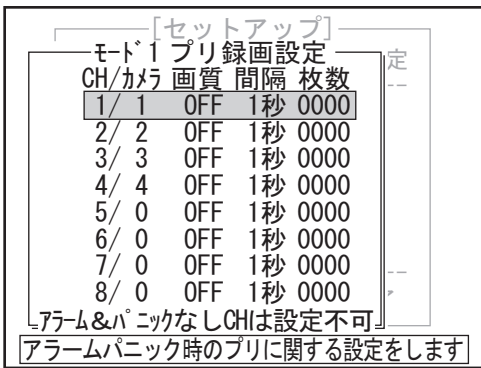 [セットアップ]
モード1 プリ録画設定
定
CH/カメラ 画質 間隔 枚数
1/ 1 OFF 1秒 0000
2/ 2 OFF 1秒 0000
3/ 3 OFF 1秒 0000
4/ 4 OFF 1秒 0000
5/ 0 OFF 1秒 0000
6/ 0 OFF 1秒 0000
7/ 0 OFF 1秒 0000
8/ 0 OFF 1秒 0000
アラーム&パニックなしCHは設定不可
アラームパニック時のプリに関する設定をします